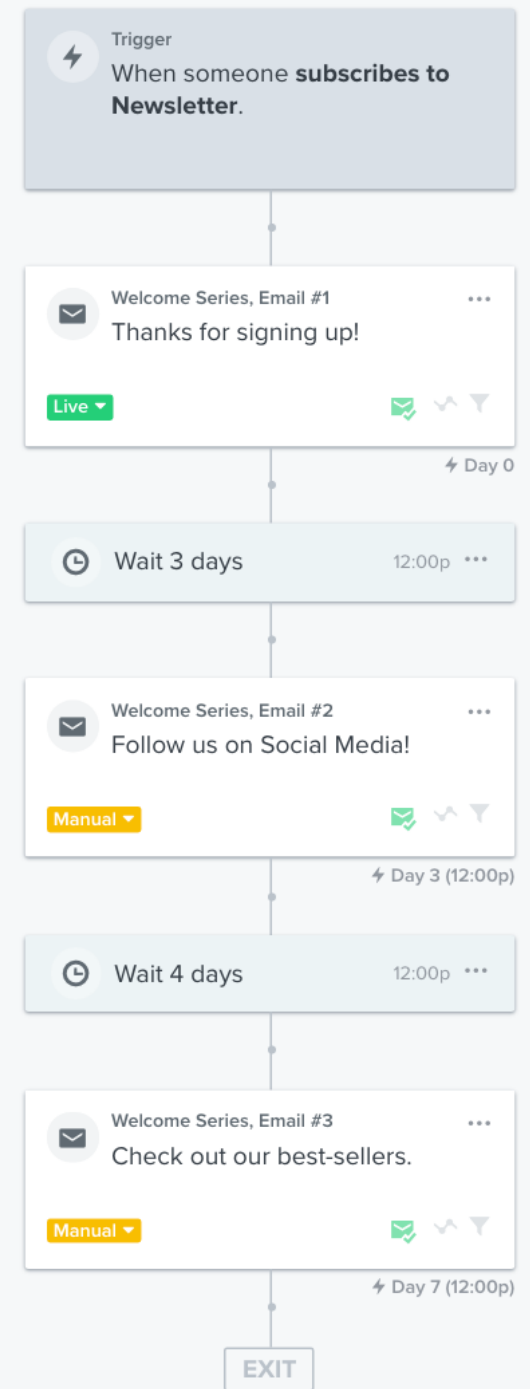 Trigger
When someone subscribes to
Newsletter.
Welcome Series, Email #1
Thanks for signing up!
Live
Day 0
Wait 3 days 12:00p
Welcome Series, Email #2
Follow us on Social Media!
Manual
Day 3 (12:00p)
Wait 4 days 12:00p
Welcome Series, Email #3
Check out our best-sellers.
Manual
Day 7 (12:00p)
EXIT